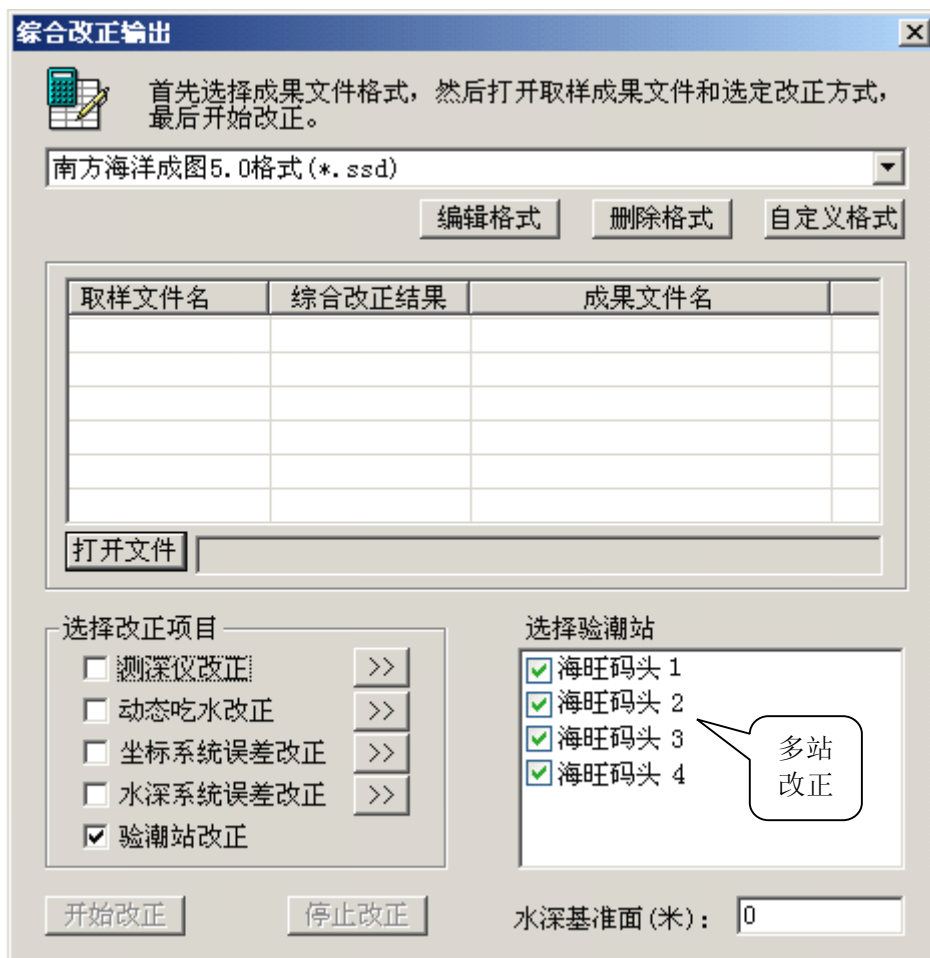 综合改正输出
首先选择成果文件格式，然后打开取样成果文件和选定改正方式，
最后开始改正。
南方海洋成图5.0格式(*.ssd)
编辑格式 删除格式 自定义格式
取样文件名 综合改正结果 成果文件名
打开文件
选择改正项目
测深仪改正 >>
动态吃水改正 >>
坐标系统误差改正 >>
水深系统误差改正 >>
验潮站改正
选择验潮站
海旺码头 1
海旺码头 2
海旺码头 3
海旺码头 4
多站
改正
开始改正 停止改正
水深基准面(米)： 0